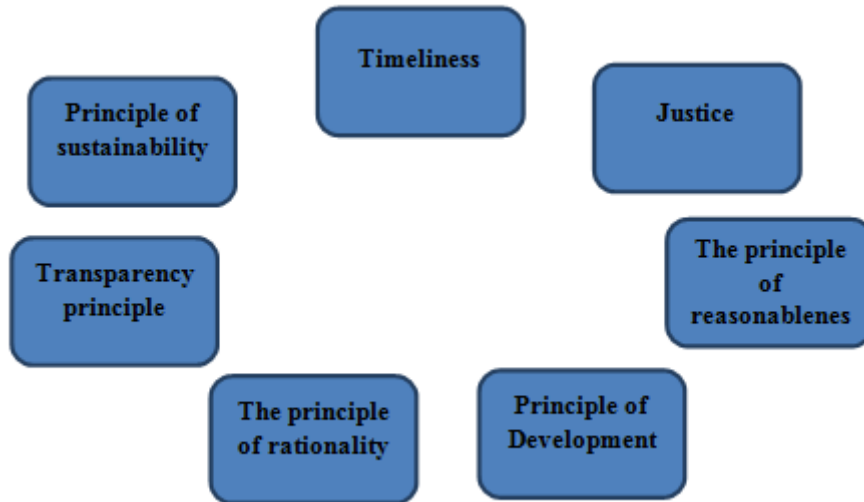 Timeliness
Justice
The principle
of
reasonablenes
Principle of
Development
The principle
of rationality
Transparency
principle
Principle of
sustainability